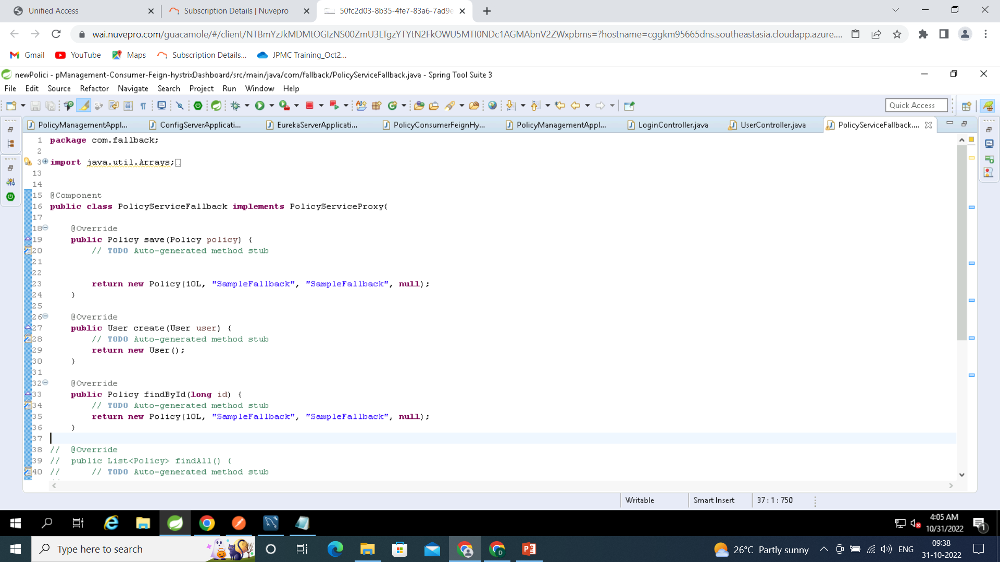 Unified Access
Subscription Details | Nuvepro
50fc2d03-8b35-4fe7-83a6-7ad9e
wai.nuvepro.com/guacamole/#/client/NTBmYzJkMDMtOGIzNS00ZmU3LTgzYTYtN2FkOWU5MTI0NDc1AGMAbnV2ZWxpbms=?hostname=cggkm95665dns.southeastasia.cloudapp.azure....
Gmail YouTube Maps Subscription Details... JPMC Training_Oct2...
newPolici - pManagement-Consumer-Feign-hystrixDashboard/src/main/java/com/fallback/PolicyServiceFallback.java - Spring Tool Suite 3
File Edit Source Refactor Navigate Search Project Run Window Help
Quick Access
PolicyManagementAppl... ConfigServerApplicati... EurekaServerApplicati... PolicyConsumerFeignHy... PolicyManagementAppl... LoginController.java UserController.java PolicyServiceFallback....
1 package com.fallback;
2
3 import java.util.Arrays;
13
14
15 @Component
16 public class PolicyServiceFallback implements PolicyServiceProxy{
17
18 @Override
19 public Policy save(Policy policy) {
20 // TODO Auto-generated method stub
21
22
23 return new Policy(10L, "SampleFallback", "SampleFallback", null);
24 }
25
26 @Override
27 public User create(User user) {
28 // TODO Auto-generated method stub
29 return new User();
30 }
31
32 @Override
33 public Policy findById(long id) {
34 // TODO Auto-generated method stub
35 return new Policy(10L, "SampleFallback", "SampleFallback", null);
36 }
37
38 // @Override
39 // public List<Policy> findAll() {
40 // // TODO Auto-generated method stub
Writable Smart Insert 37 : 1 : 750
4:05 AM
10/31/2022
1
Type here to search
26°C Partly sunny
ENG
09:38
31-10-2022